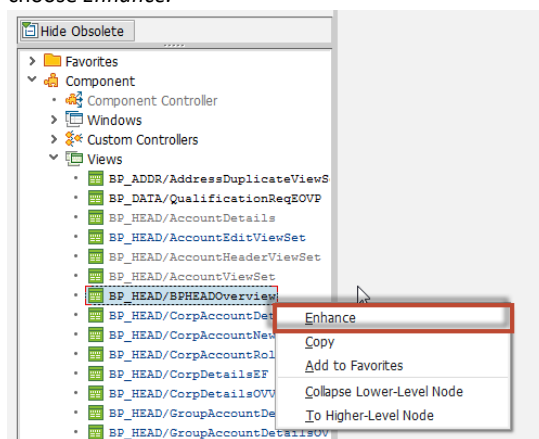 choose Enhance.
Hide Obsolete
Favorites
Component
Component Controller
Windows
Custom Controllers
Views
BP_ADDR/AddressDuplicateViewS
BP_DATA/QualificationReqEOVP
BP_HEAD/AccountDetails
BP_HEAD/AccountEditViewSet
BP_HEAD/AccountHeaderViewSet
BP_HEAD/AccountViewSet
BP_HEAD/BPHEADOverview
BP_HEAD/CorpAccountDet
Enhance
BP_HEAD/CorpAccountNew
Copy
BP_HEAD/CorpAccountRol
Add to Favorites
BP_HEAD/CorpDetailsEF
BP_HEAD/CorpDetailsOVV
Collapse Lower-Level Node
BP_HEAD/GroupAccountDe
To Higher-Level Node
BP_HEAD/GroupAccountDetailsOV